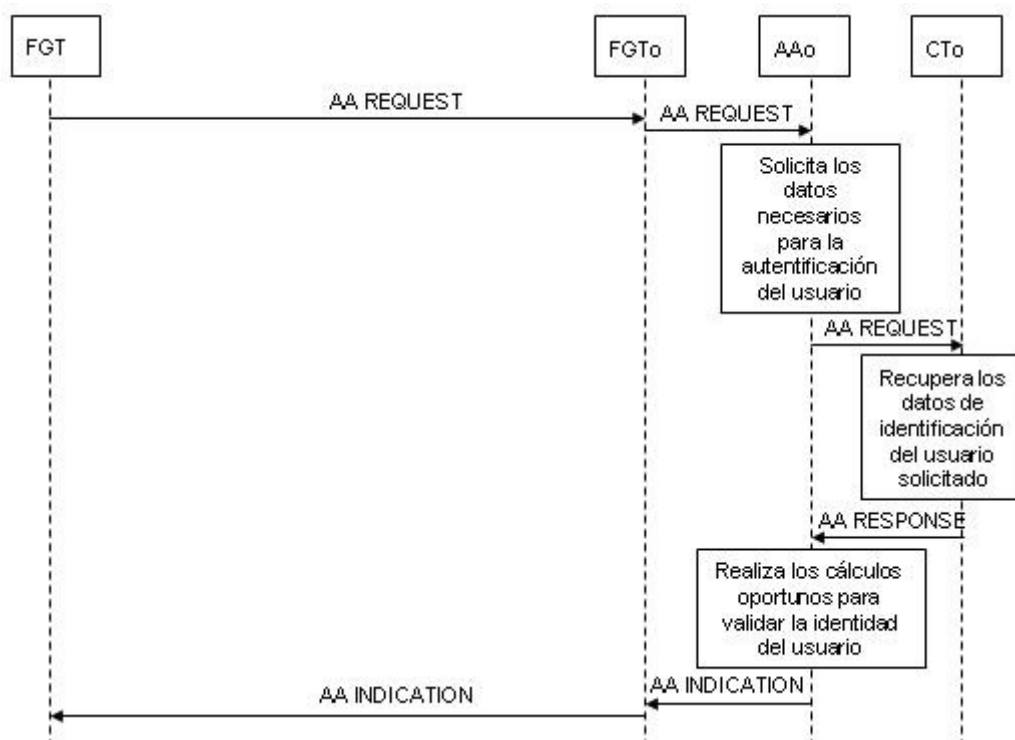 FGT
FGTo
AAo
CTo
AA REQUEST
AA REQUEST
Solicita los
datos
necesarios
para la
autentificación
del usuario
AA REQUEST
Recupera los
datos de
identificación
del usuario
solicitado
AA RESPONSE
Realiza los cálculos
oportunos para
validar la identidad
del usuario
AA INDICATION
AA INDICATION